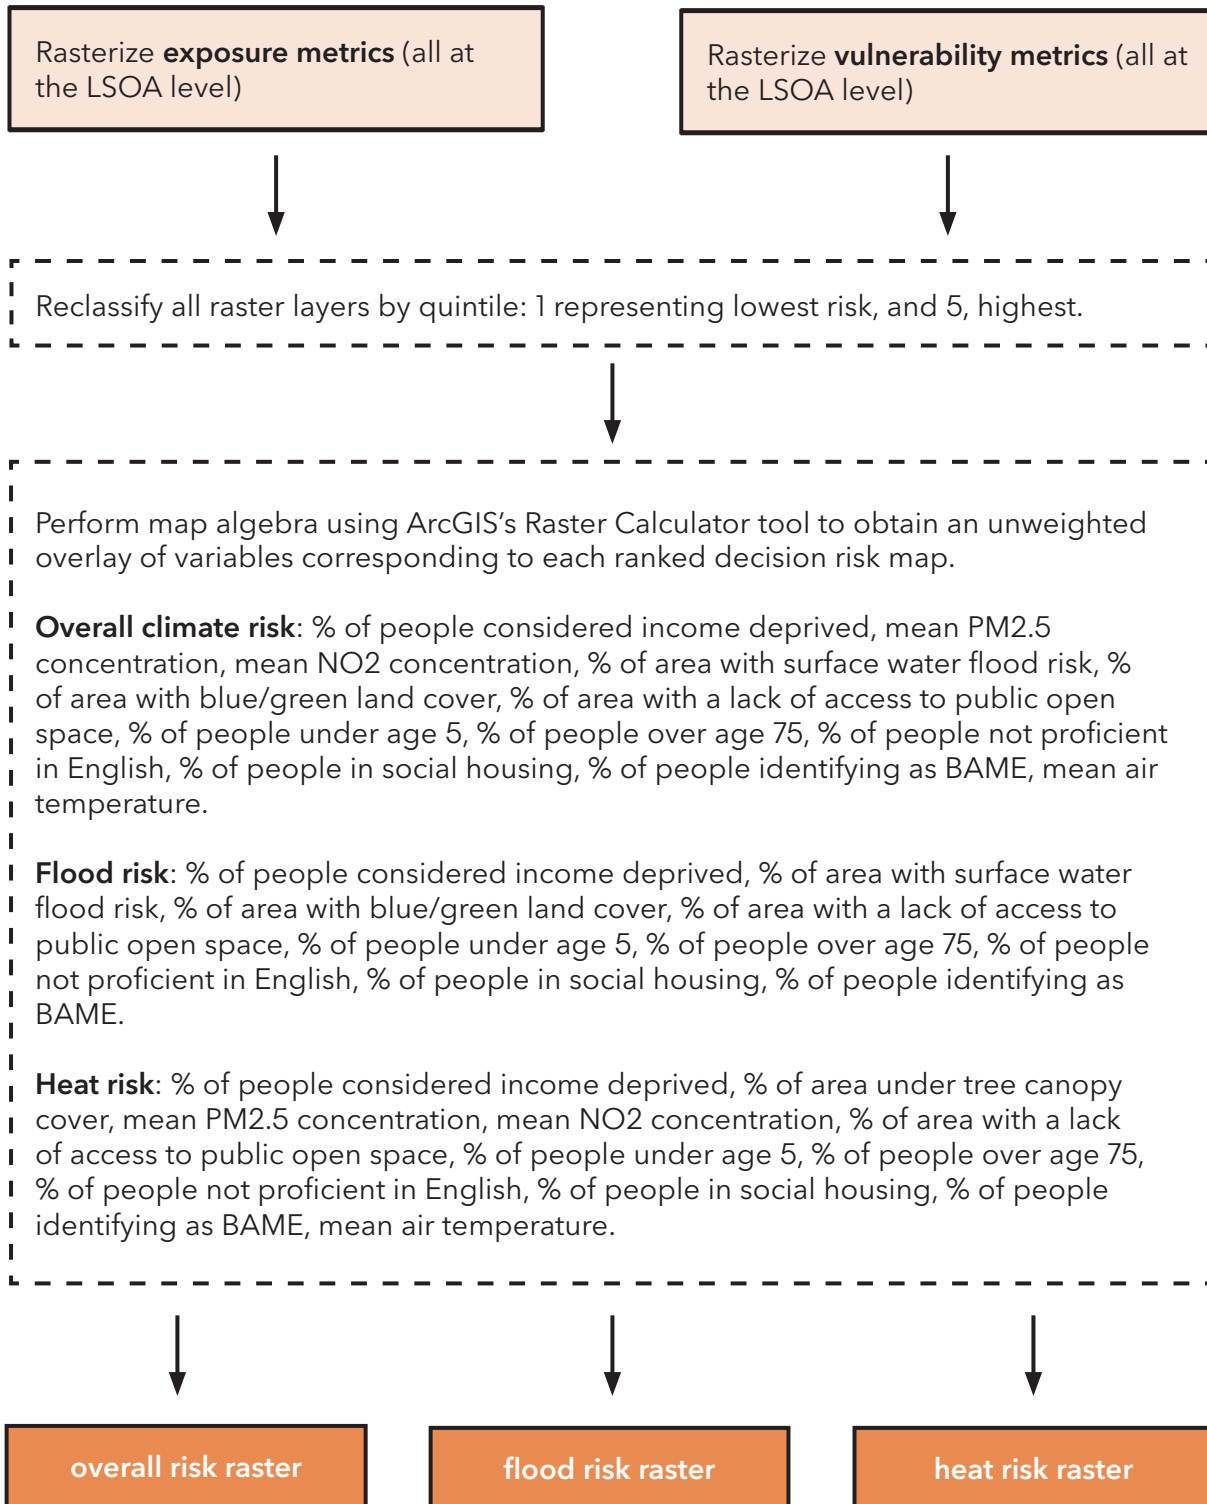 Rasterize exposure metrics (all at
the LSOA level)
Rasterize vulnerability metrics (all at
the LSOA level)
Reclassify all raster layers by quintile: 1 representing lowest risk, and 5, highest.
Perform map algebra using ArcGIS’s Raster Calculator tool to obtain an unweighted
overlay of variables corresponding to each ranked decision risk map.
Overall climate risk: % of people considered income deprived, mean PM2.5
concentration, mean NO2 concentration, % of area with surface water flood risk, %
of area with blue/green land cover, % of area with a lack of access to public open
space, % of people under age 5, % of people over age 75, % of people not proficient
in English, % of people in social housing, % of people identifying as BAME, mean air
temperature.
Flood risk: % of people considered income deprived, % of area with surface water
flood risk, % of area with blue/green land cover, % of area with a lack of access to
public open space, % of people under age 5, % of people over age 75, % of people
not proficient in English, % of people in social housing, % of people identifying as
BAME.
Heat risk: % of people considered income deprived, % of area under tree canopy
cover, mean PM2.5 concentration, mean NO2 concentration, % of area with a lack
of access to public open space, % of people under age 5, % of people over age 75,
% of people not proficient in English, % of people in social housing, % of people
identifying as BAME, mean air temperature.
overall risk raster
flood risk raster
heat risk raster